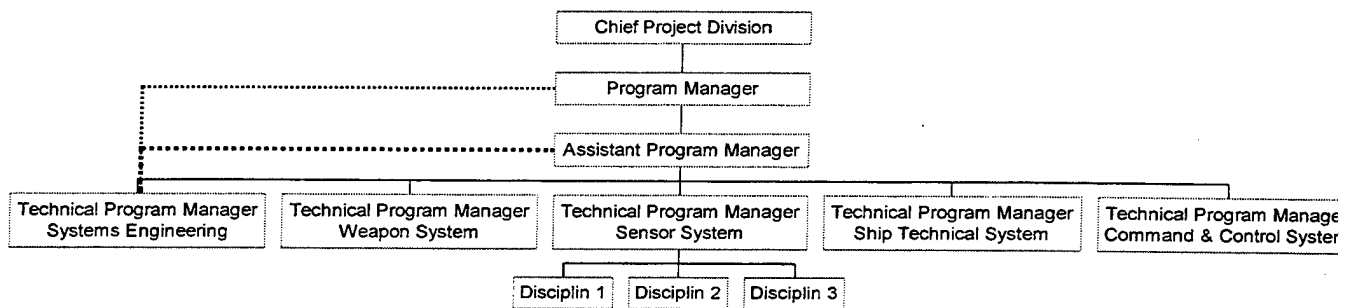 Chief Project Division
Program Manager
Assistant Program Manager
Technical Program Manager
Systems Engineering
Technical Program Manager
Weapon System
Technical Program Manager
Sensor System
Technical Program Manager
Ship Technical System
Technical Program Manage
Command & Control System
Disciplin 1
Disciplin 2
Disciplin 3